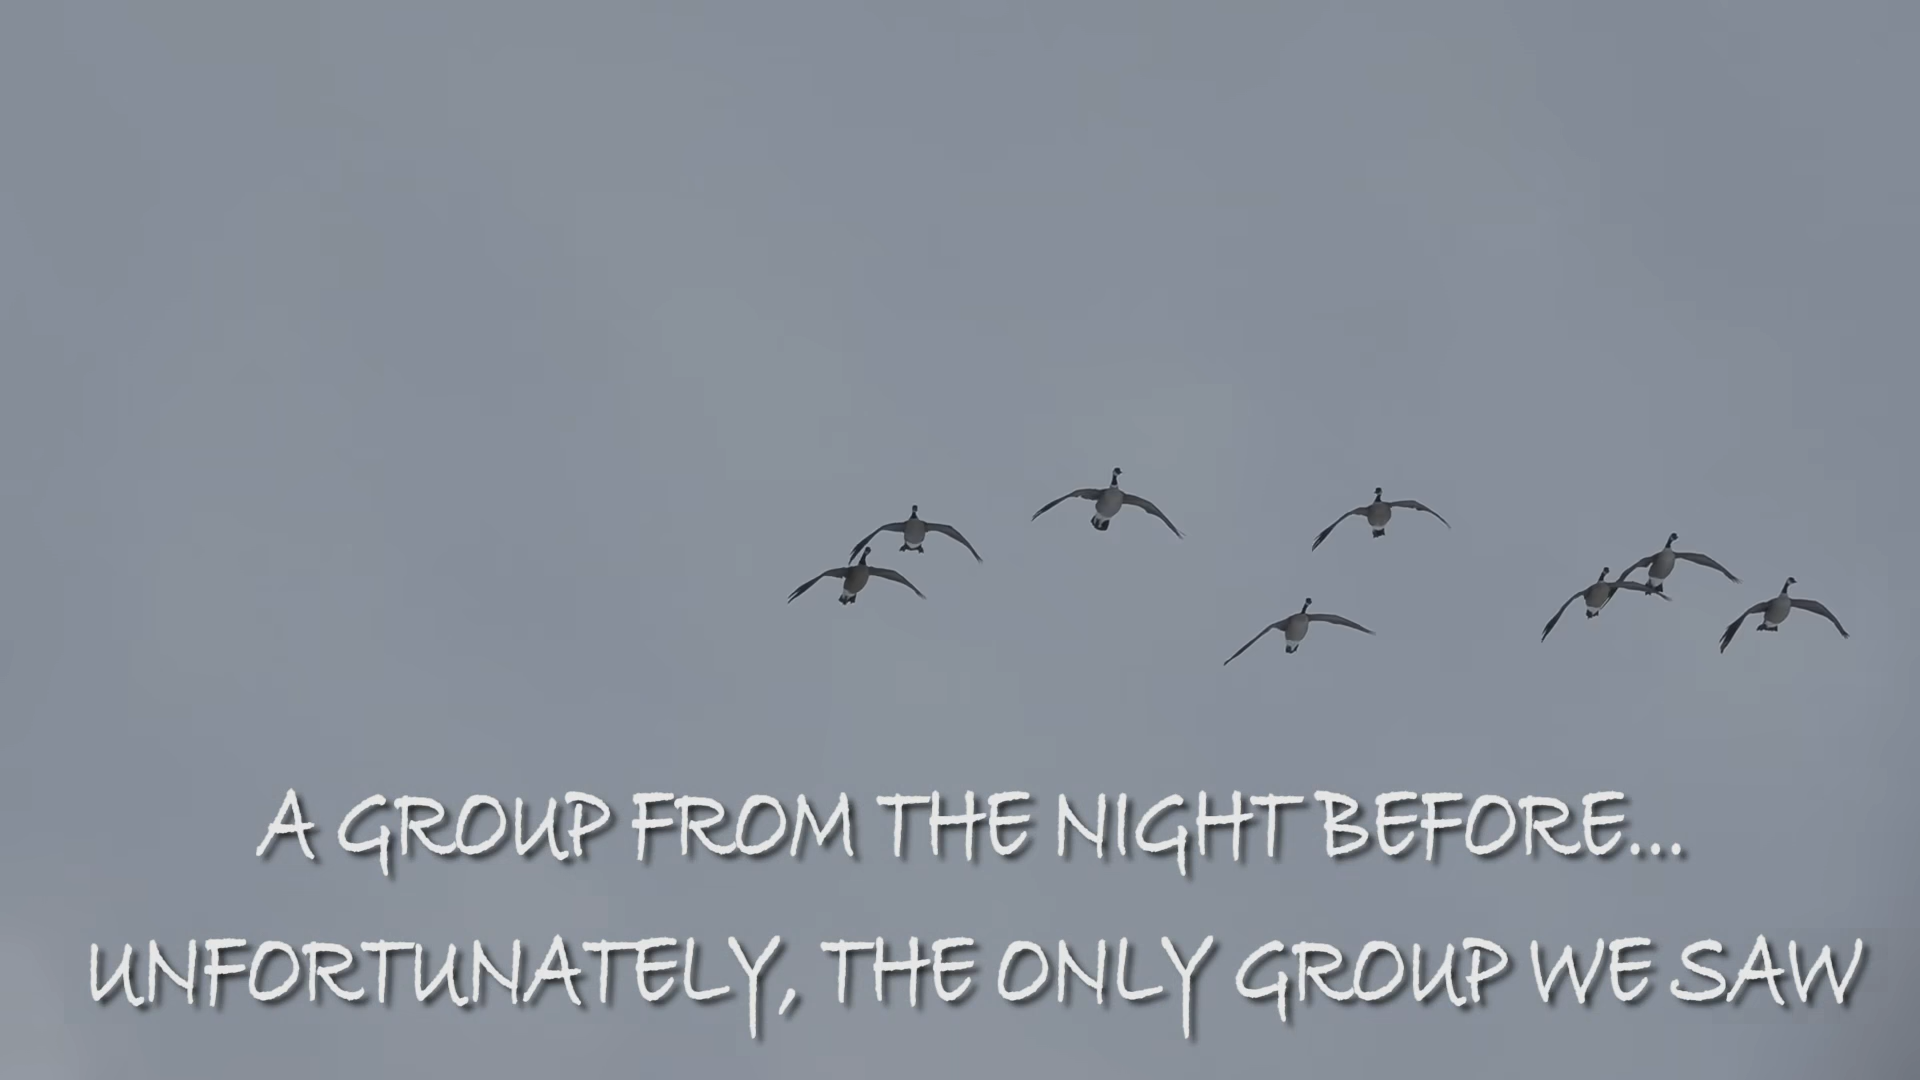 A GROUP FROM THE NIGHT BEFORE...
UNFORTUNATELY, THE ONLY GROUP WE SAW